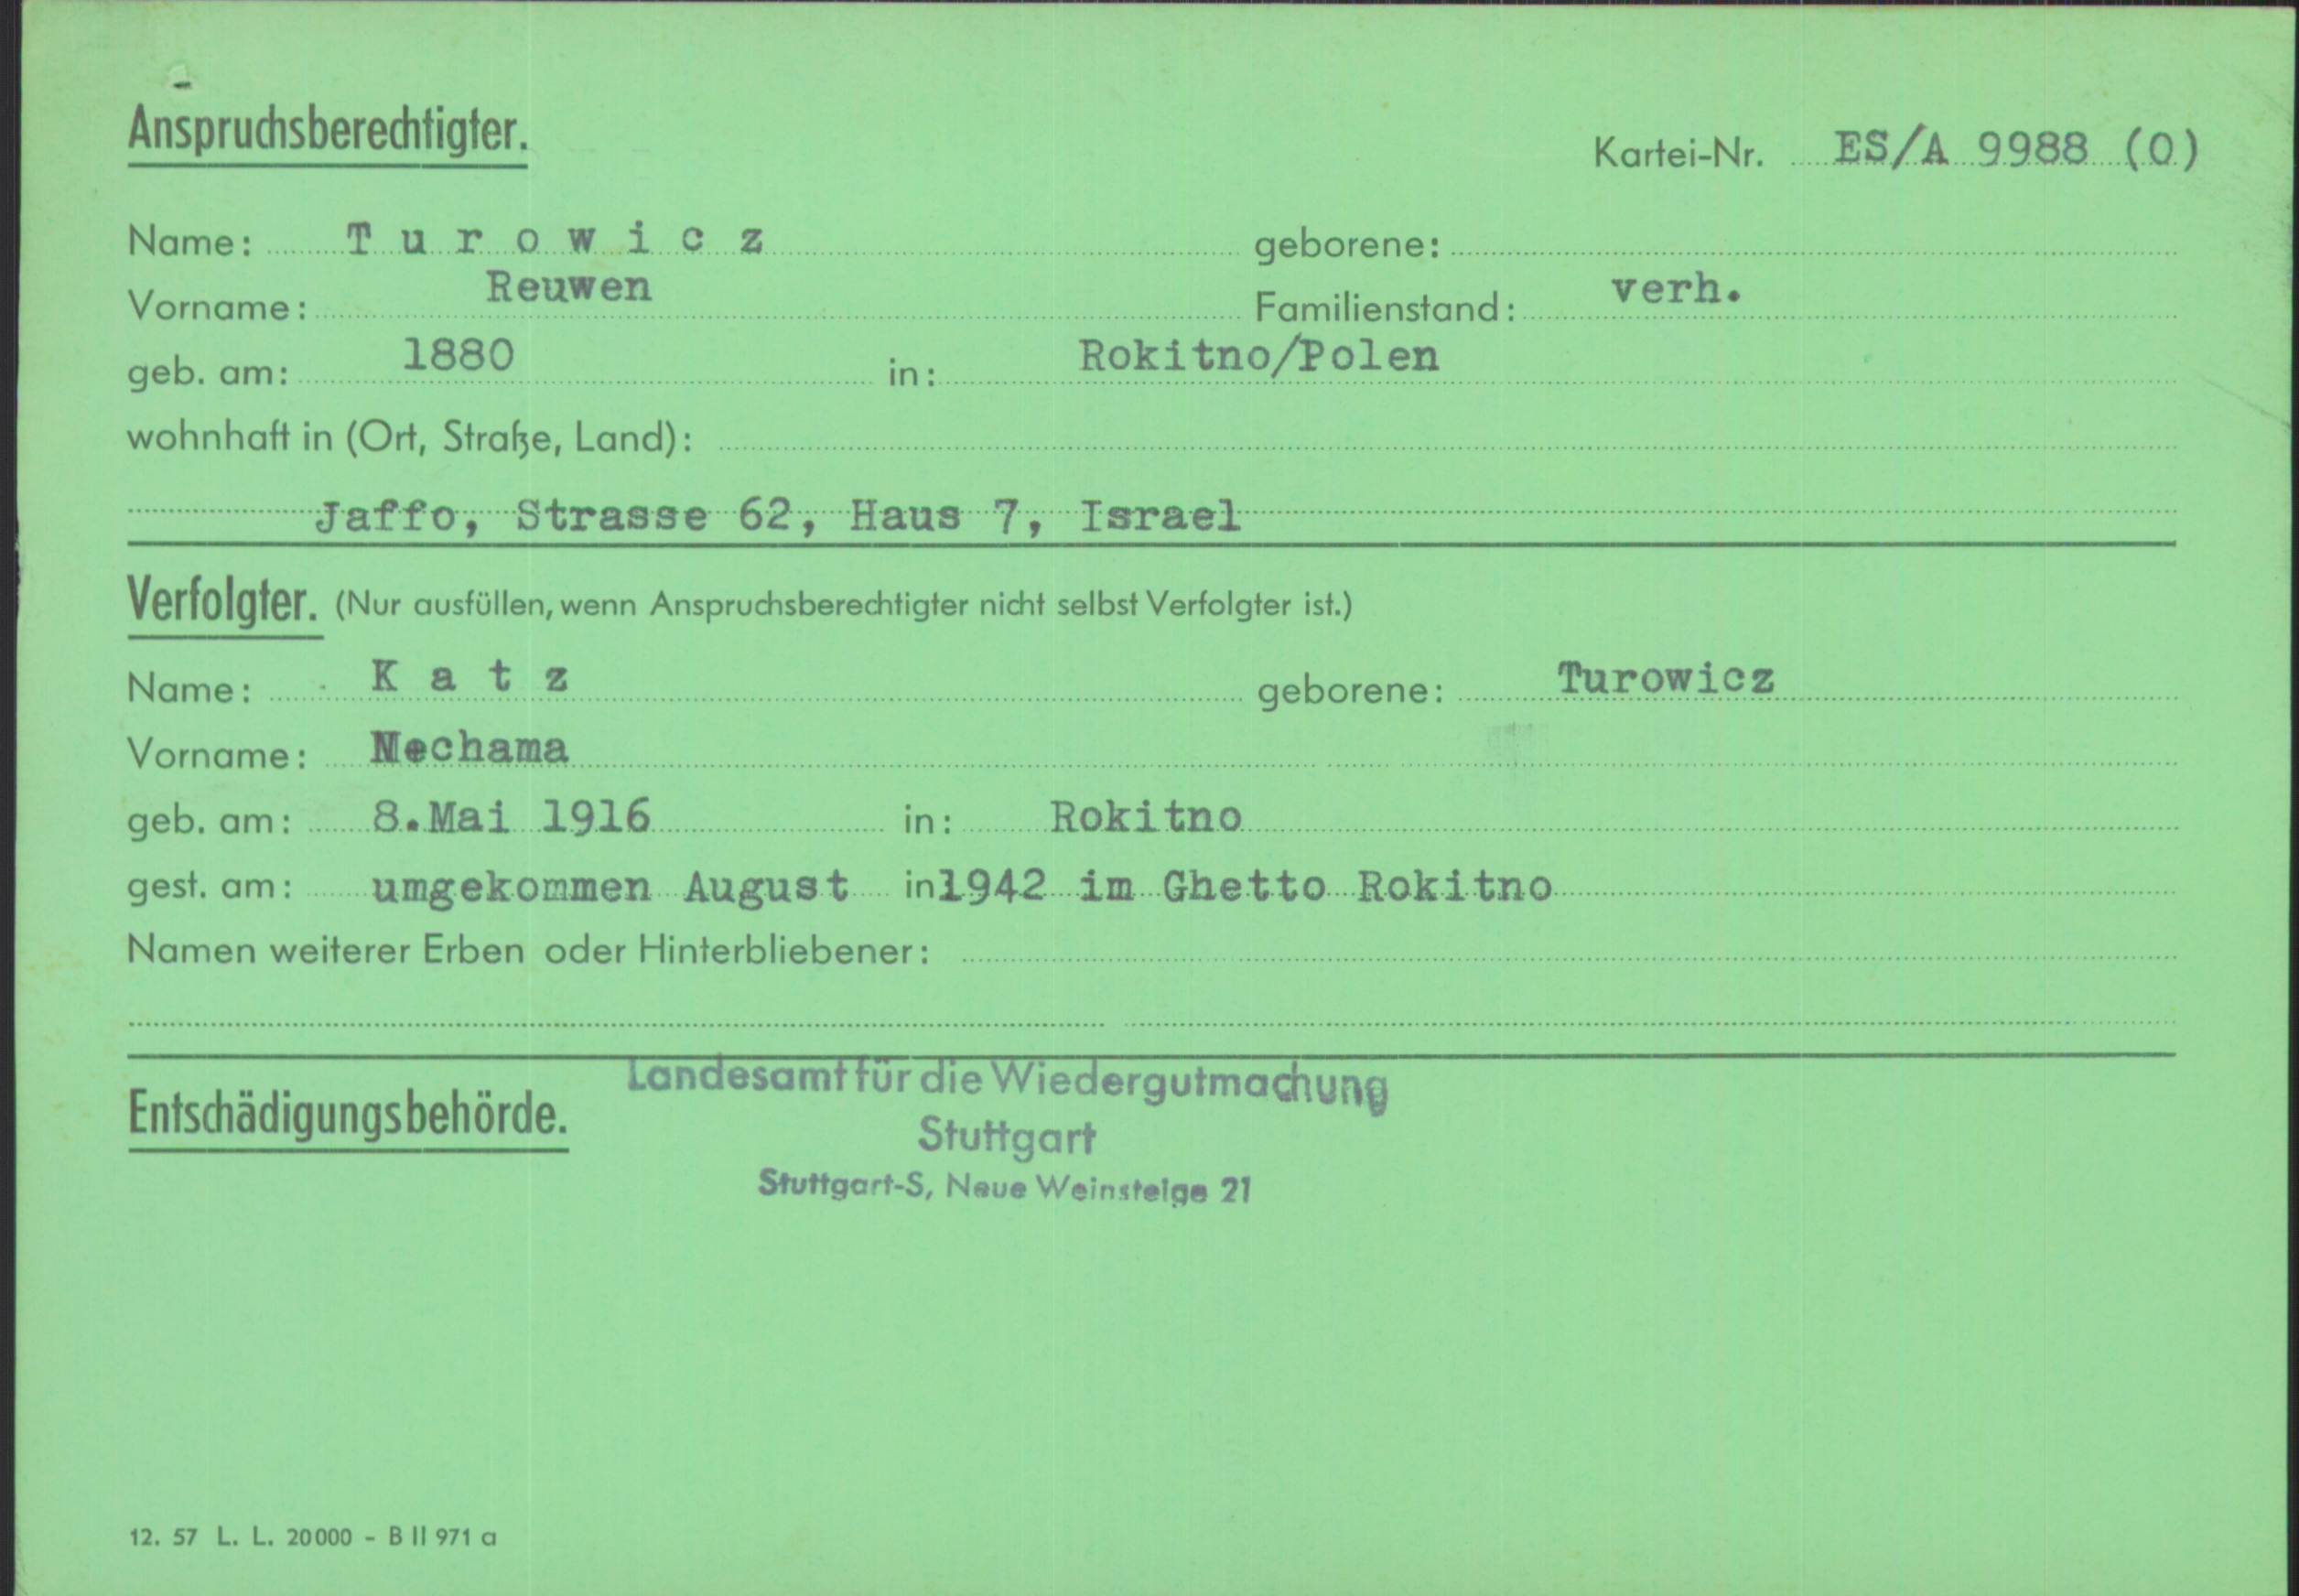 Anspruchsberechtigter.
Kartei-Nr. ES/A 9988 (0)
Name: T u r o w i c z geborene:
Vorname: Reuwen Familienstand: verh.
geb. am: 1880 in: Rokitno/Polen
wohnhaft in (Ort, Straße, Land):
Jaffo, Strasse 62, Haus 7, Israel
Verfolgter. (Nur ausfüllen, wenn Anspruchsberechtigter nicht selbst Verfolgter ist.)
Name: K a t z geborene: Turowicz
Vorname: Nechama
geb. am: 8.Mai 1916 in: Rokitno
gest. am: umgekommen August in 1942 im Ghetto Rokitno
Namen weiterer Erben oder Hinterbliebener:
Landesamt für die Wiedergutmachung
Entschädigungsbehörde.
Stuttgart
Stuttgart-S, Neue Weinsteige 21
12. 57 L. L. 20000 - B II 971 a